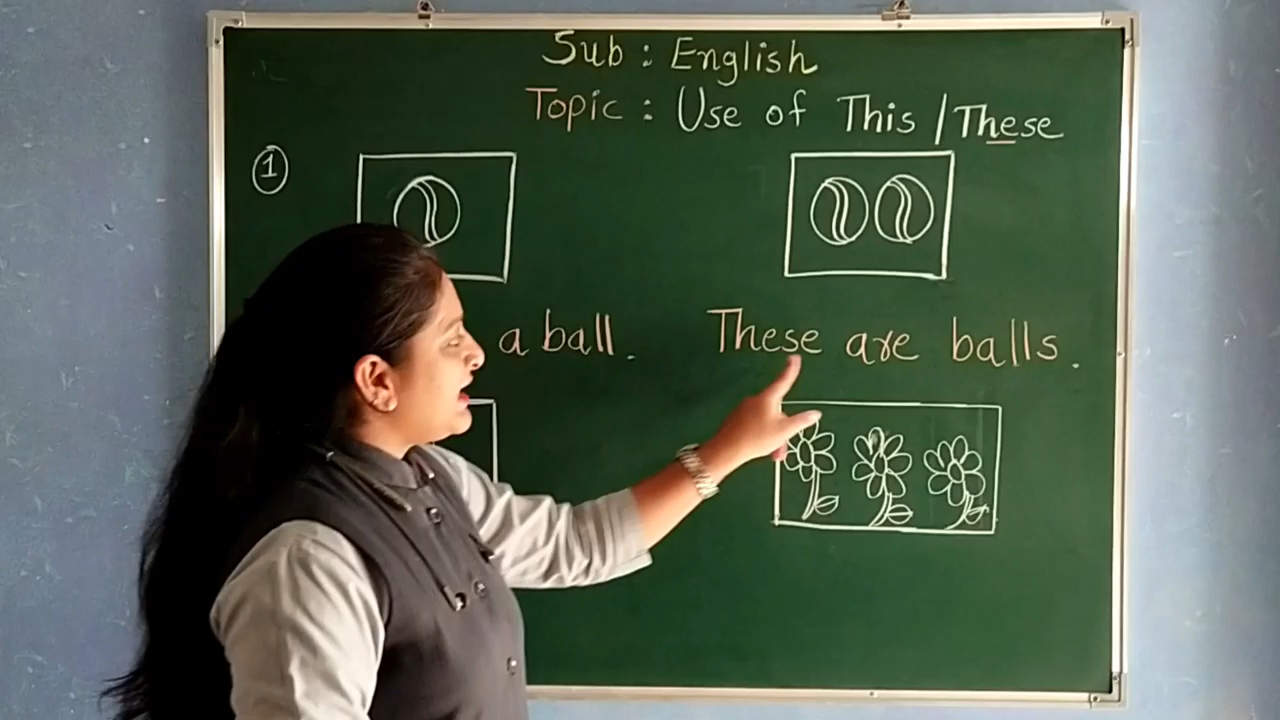 Sub : English
Topic : Use of This / These
1
a ball. These are balls.